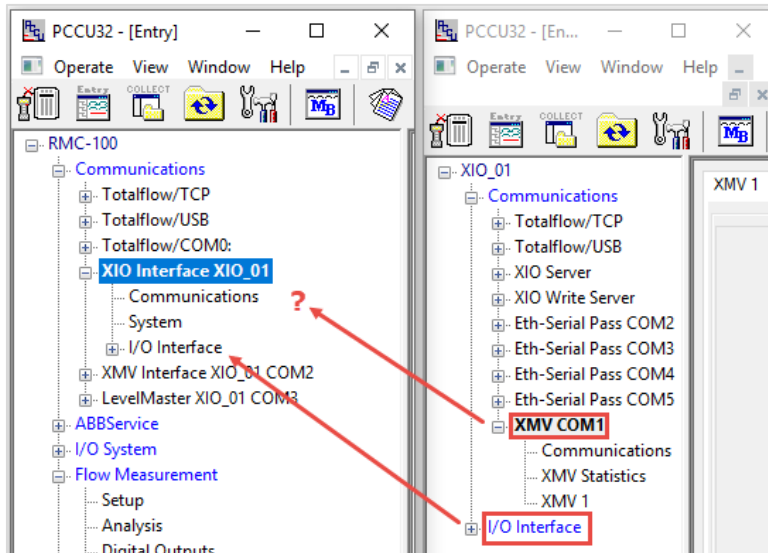 PCCU32 - [Entry]
Operate View Window Help
Entry
COLLECT
MB
RMC-100
Communications
Totalflow/TCP
Totalflow/USB
Totalflow/COM0:
XIO Interface XIO_01
Communications
System
I/O Interface
XMV Interface XIO_01 COM2
LevelMaster XIO_01 COM3
ABBService
I/O System
Flow Measurement
Setup
Analysis
Digital Outputs
?
PCCU32 - [En...
Operate View Window Help
Entry
COLLECT
MB
XIO_01
Communications
Totalflow/TCP
Totalflow/USB
XIO Server
XIO Write Server
Eth-Serial Pass COM2
Eth-Serial Pass COM3
Eth-Serial Pass COM4
Eth-Serial Pass COM5
XMV COM1
Communications
XMV Statistics
XMV 1
I/O Interface
XMV 1